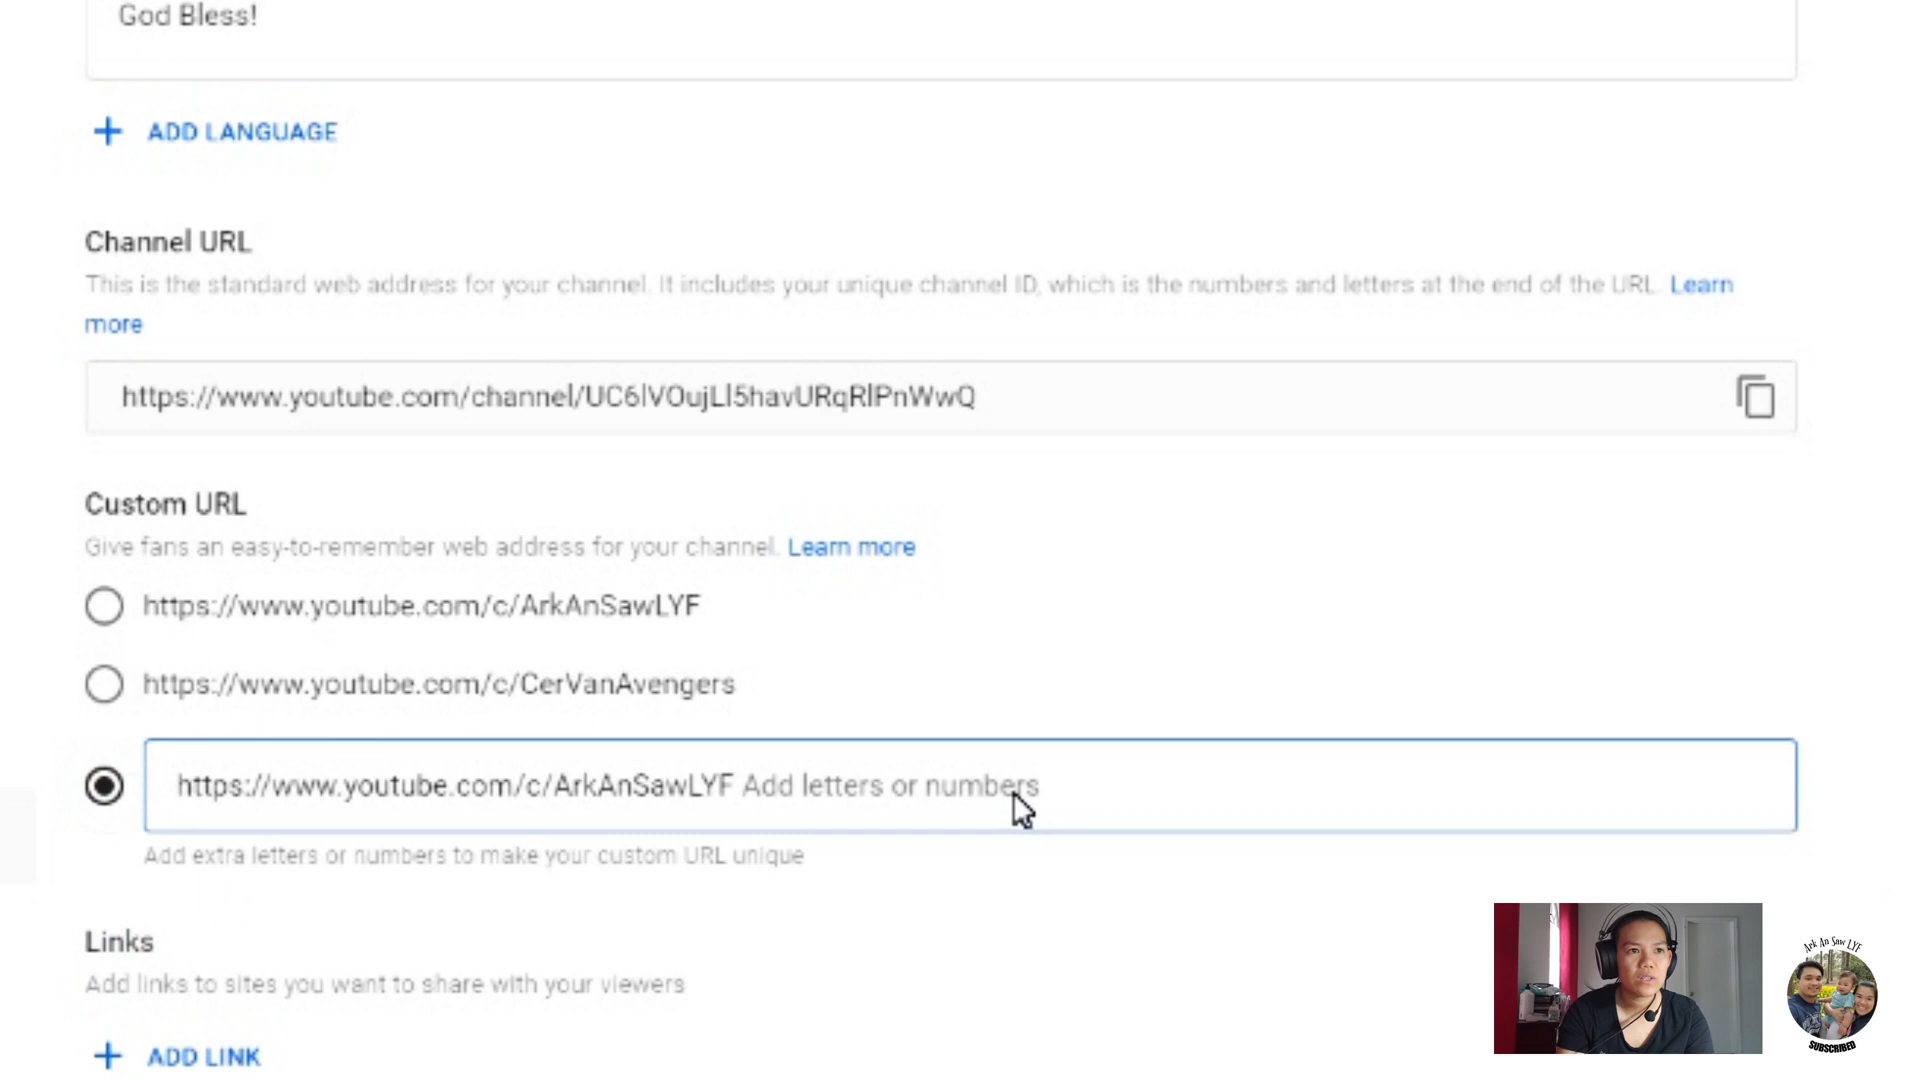 God Bless!
ADD LANGUAGE
Channel URL
This is the standard web address for your channel. It includes your unique channel ID, which is the numbers and letters at the end of the URL. Learn
more
https://www.youtube.com/channel/UC6lVOujLl5havURqRlPnWwQ
Custom URL
Give fans an easy-to-remember web address for your channel. Learn more
https://www.youtube.com/c/ArkAnSawLYF
https://www.youtube.com/c/CerVanAvengers
https://www.youtube.com/c/ArkAnSawLYF Add letters or numbers
Add extra letters or numbers to make your custom URL unique
Links
Add links to sites you want to share with your viewers
ADD LINK
Ark An Saw LYF
SUBSCRIBED